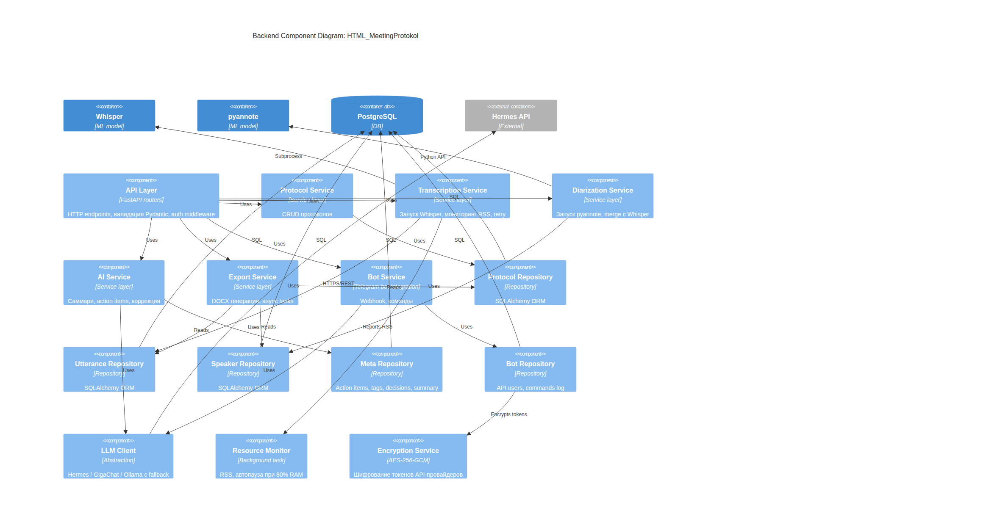 Backend Component Diagram: HTML_MeetingProtokol
<<container>>
Whisper
[ML model]
<<container>>
pyannote
[ML model]
<<container_db>>
PostgreSQL
[DB]
<<external_container>>
Hermes API
[External]
Subprocess
Python API
<<component>>
API Layer
[FastAPI routers]
HTTP endpoints, валидация Pydantic, auth middleware
<<component>>
Protocol Service
[Service layer]
CRUD протоколов
<<component>>
Transcription Service
[Service layer]
Запуск Whisper, мониторинг RSS, retry
<<component>>
Diarization Service
[Service layer]
Запуск pyannote, merge с Whisper
Uses
Uses
Uses
SQL
Uses
Uses
SQL
Uses
SQL
SQL
Uses
SQL
<<component>>
AI Service
[Service layer]
Саммари, action items, коррекция
<<component>>
Export Service
[Service layer]
DOCX генерация, async tasks
<<component>>
Bot Service
[Telegram bot integration]
Webhook, команды
<<component>>
Protocol Repository
[Repository]
SQLAlchemy ORM
Uses
HTTPS/REST
Reads
Uses
Reads
Uses
Reads
Reports RSS
Uses
<<component>>
Utterance Repository
[Repository]
SQLAlchemy ORM
<<component>>
Speaker Repository
[Repository]
SQLAlchemy ORM
<<component>>
Meta Repository
[Repository]
Action items, tags, decisions, summary
<<component>>
Bot Repository
[Repository]
API users, commands log
Uses
Uses
Encrypts tokens
<<component>>
LLM Client
[Abstraction]
Hermes / GigaChat / Ollama с fallback
<<component>>
Resource Monitor
[Background task]
RSS, автопауза при 80% RAM
<<component>>
Encryption Service
[AES-256-GCM]
Шифрование токенов API-провайдеров